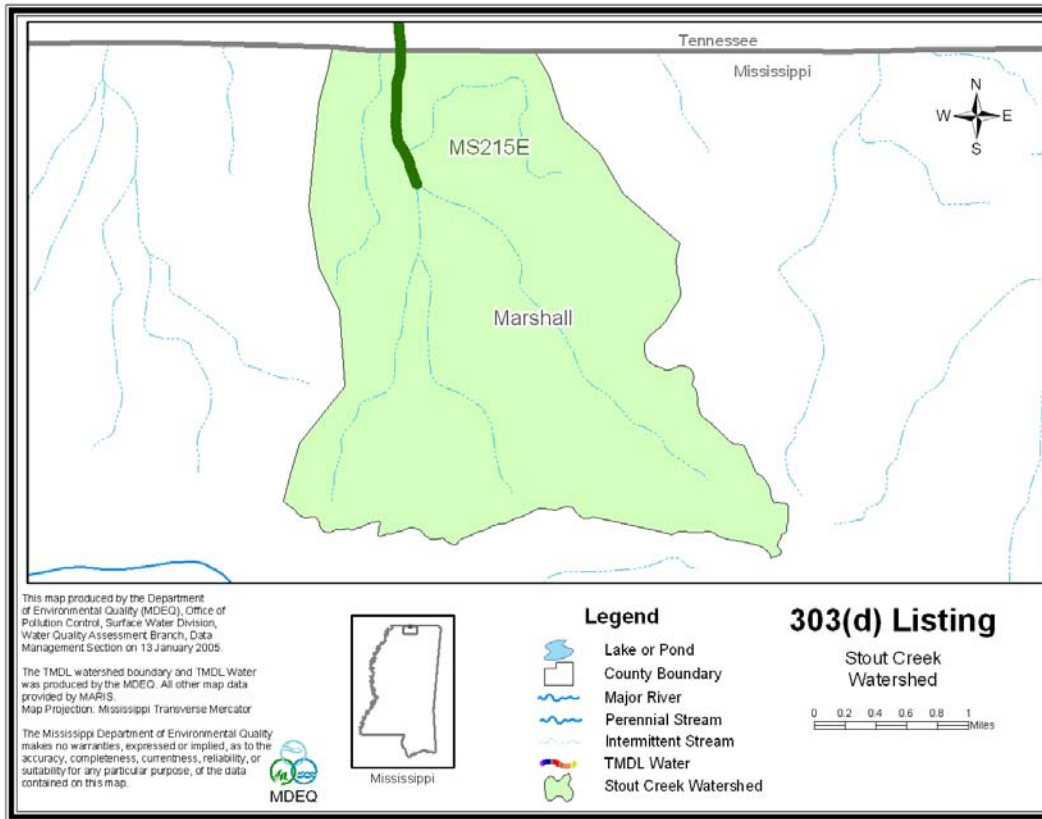 Tennessee
Mississippi
N
W E
S
MS215E
Marshall
This map produced by the Department
of Environmental Quality (MDEQ), Office of
Pollution Control, Surface Water Division,
Water Quality Assessment Branch, Data
Management Section on 13 January 2005.
The TMDL watershed boundary and TMDL Water
was produced by the MDEQ. All other map data
provided by MARIS.
Map Projection: Mississippi Transverse Mercator
The Mississippi Department of Environmental Quality
makes no warranties, expressed or implied, as to the
accuracy, completeness, currentness, reliability, or
suitability for any particular purpose, of the data
contained on this map.
MDEQ
Mississippi
Legend
Lake or Pond
County Boundary
Major River
Perennial Stream
Intermittent Stream
TMDL Water
Stout Creek Watershed
303(d) Listing
Stout Creek
Watershed
0 0.2 0.4 0.6 0.8 1
Miles